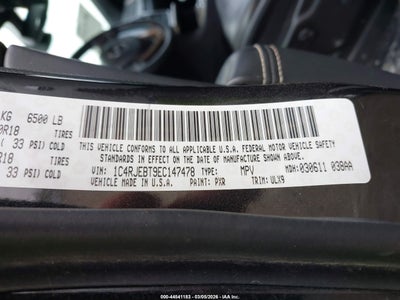 KG 6500 LB
0R18 TIRES
( 33 PSI) COLD
R18 TIRES
33 PSI) COLD
THIS VEHICLE CONFORMS TO ALL APPLICABLE U.S.A. FEDERAL MOTOR VEHICLE SAFETY
STANDARDS IN EFFECT ON THE DATE OF MANUFACTURE SHOWN ABOVE.
VIN: 1C4RJEBT9EC147478 TYPE: MPV MDH: 030611 038AA
VEHICLE MADE IN U.S.A. PAINT: PXR TRIM: ULX9
000-44541183 - 03/05/2026 - IAA INC.